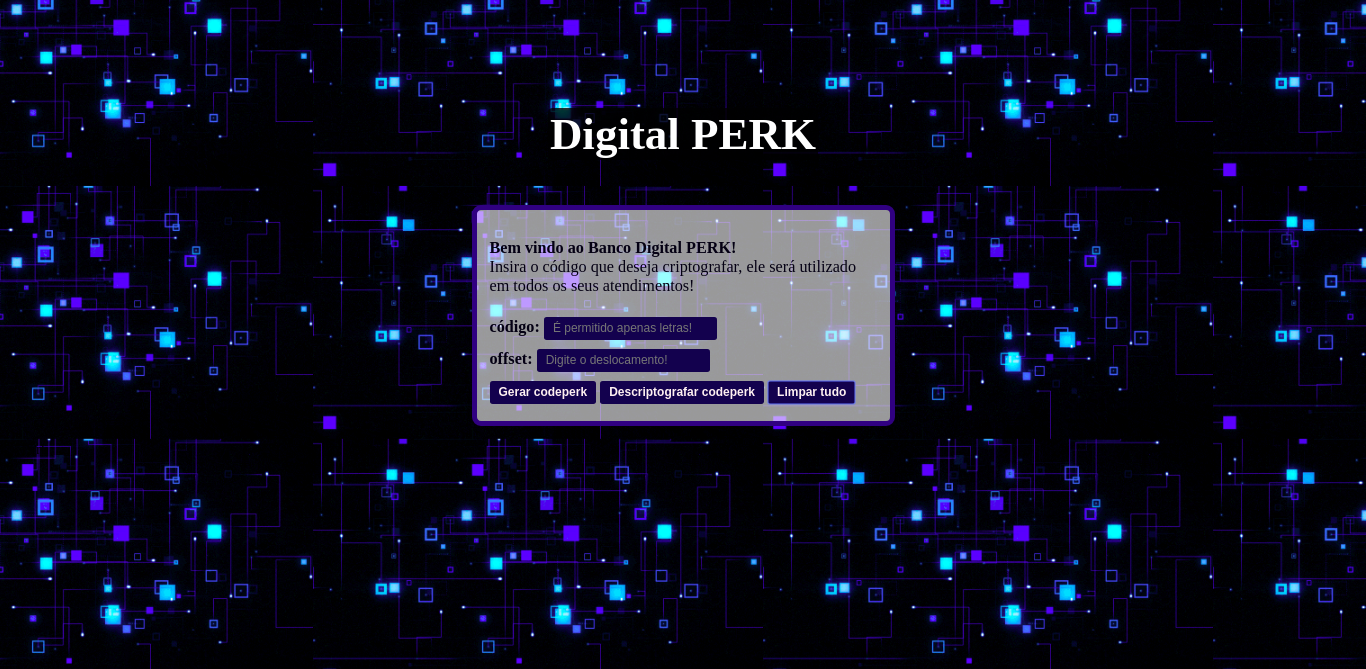 Digital PERK
Bem vindo ao Banco Digital PERK!
Insira o código que deseja criptografar, ele será utilizado
em todos os seus atendimentos!
código: É permitido apenas letras!
offset: Digite o deslocamento!
Gerar codeperk Descriptografar codeperk Limpar tudo